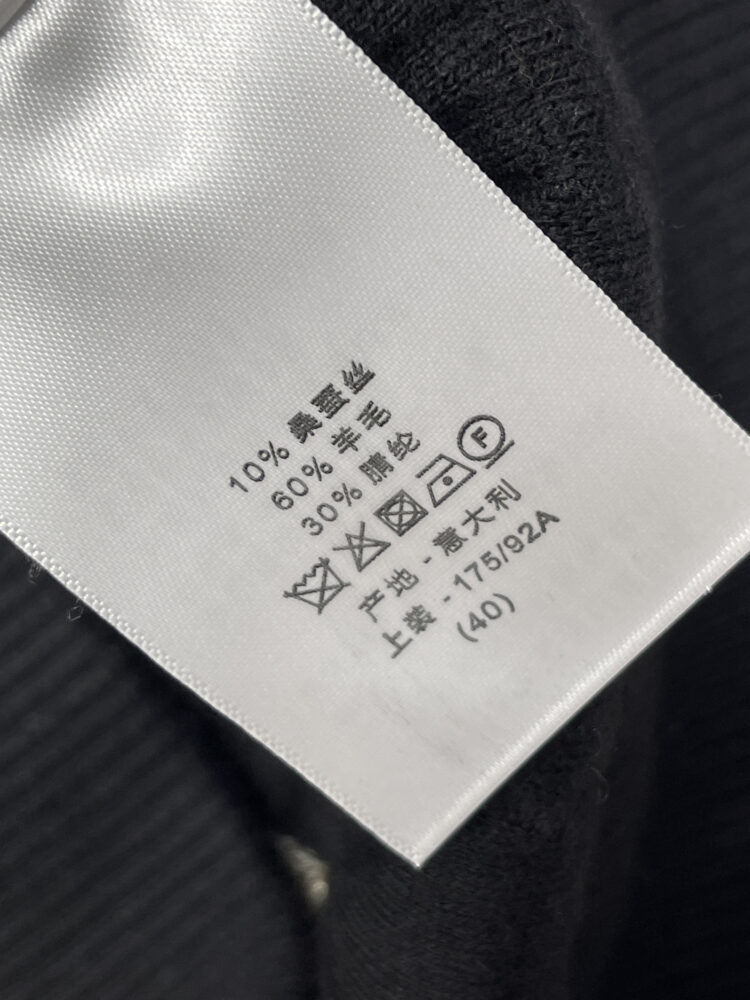 10% 桑蚕丝
60% 羊毛
30% 腈纶
F
产地 - 意大利
上装 - 175/92A
(40)